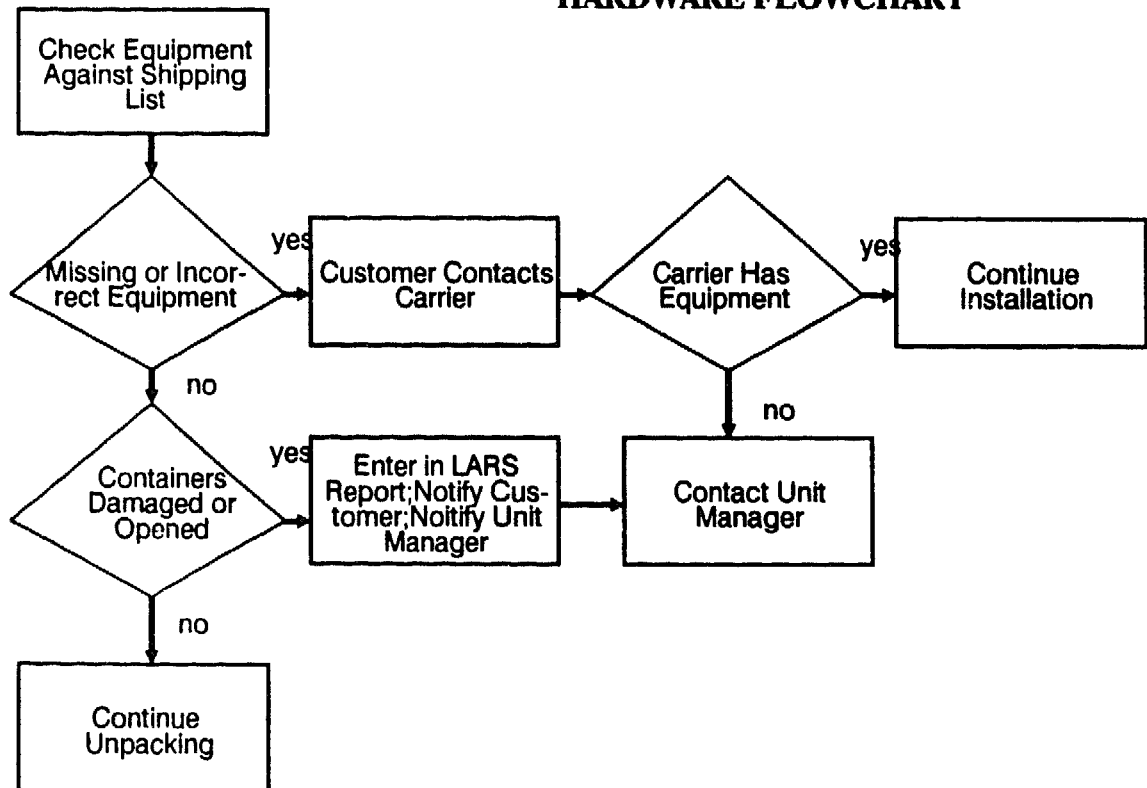 HARDWARE FLOWCHART
Check Equipment
Against Shipping
List
Missing or Incor-
rect Equipment
yes
Customer Contacts
Carrier
Carrier Has
Equipment
yes
Continue
Installation
no
no
Containers
Damaged or
Opened
yes
Enter in LARS
Report;Notify Cus-
tomer;Noitify Unit
Manager
Contact Unit
Manager
no
Continue
Unpacking